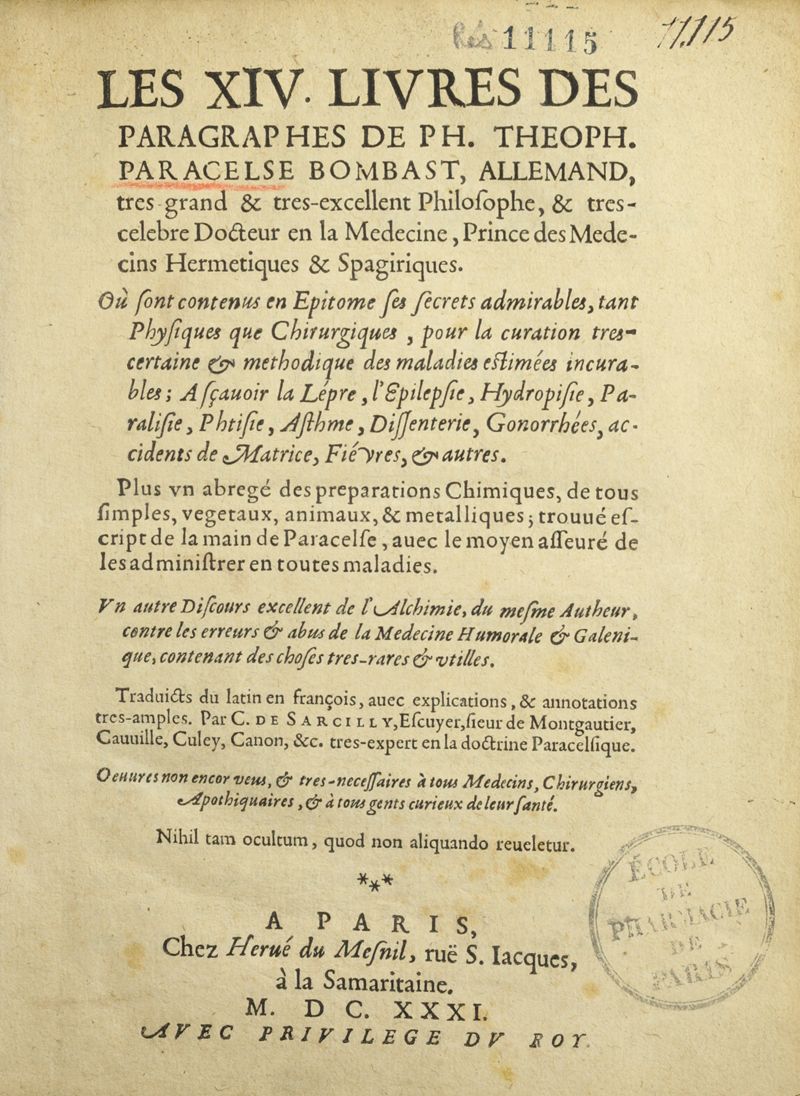 Rés 11115
11.115
LES XIV. LIVRES DES
PARAGRAPHES DE PH. THEOPH.
PARACELSE BOMBAST, ALLEMAND,
tres grand & tres-excellent Philoſophe, & tres-
celebre Docteur en la Medecine, Prince des Mede-
cins Hermetiques & Spagiriques.
Où ſont contenus en Epitome ſes ſecrets admirables, tant
Phyſiques que Chirurgiques, pour la curation tres-
certaine & methodique des maladies eſtimées incura-
bles; A ſçauoir la Lépre, l'Epilepſie, Hydropiſie, Pa-
raliſie, Phtiſie, Aſthme, Diſſenterie, Gonorrhées, ac-
cidents de Matrice, Fiévres, & autres.
Plus vn abregé des preparations Chimiques, de tous
ſimples, vegetaux, animaux, & metalliques; trouué eſ-
cript de la main de Paracelſe, auec le moyen aſſeuré de
les adminiſtrer en toutes maladies.
Vn autre Diſcours excellent de l'Alchimie, du meſme Autheur,
contre les erreurs & abus de la Medecine Humorale & Galeni-
que, contenant des choſes tres-rares & vtilles.
Traduicts du latin en françois, auec explications, & annotations
tres-amples. Par C. DE SARCILLY, Eſcuyer, ſieur de Montgautier,
Cauuille, Culey, Canon, &c. tres-expert en la doctrine Paracelſique.
Oeuures non encor veus, & tres-neceſſaires à tous Medecins, Chirurgiens,
Apothiquaires, & à tous gents curieux de leur ſanté.
Nihil tam ocultum, quod non aliquando reueletur.
***
A PARIS,
Chez Herué du Meſnil, ruë S. Iacques,
à la Samaritaine.
M. DC. XXXI.
AVEC PRIVILEGE DV ROY.
ÉCOLE
DE
PHARMACIE
DE
PARIS